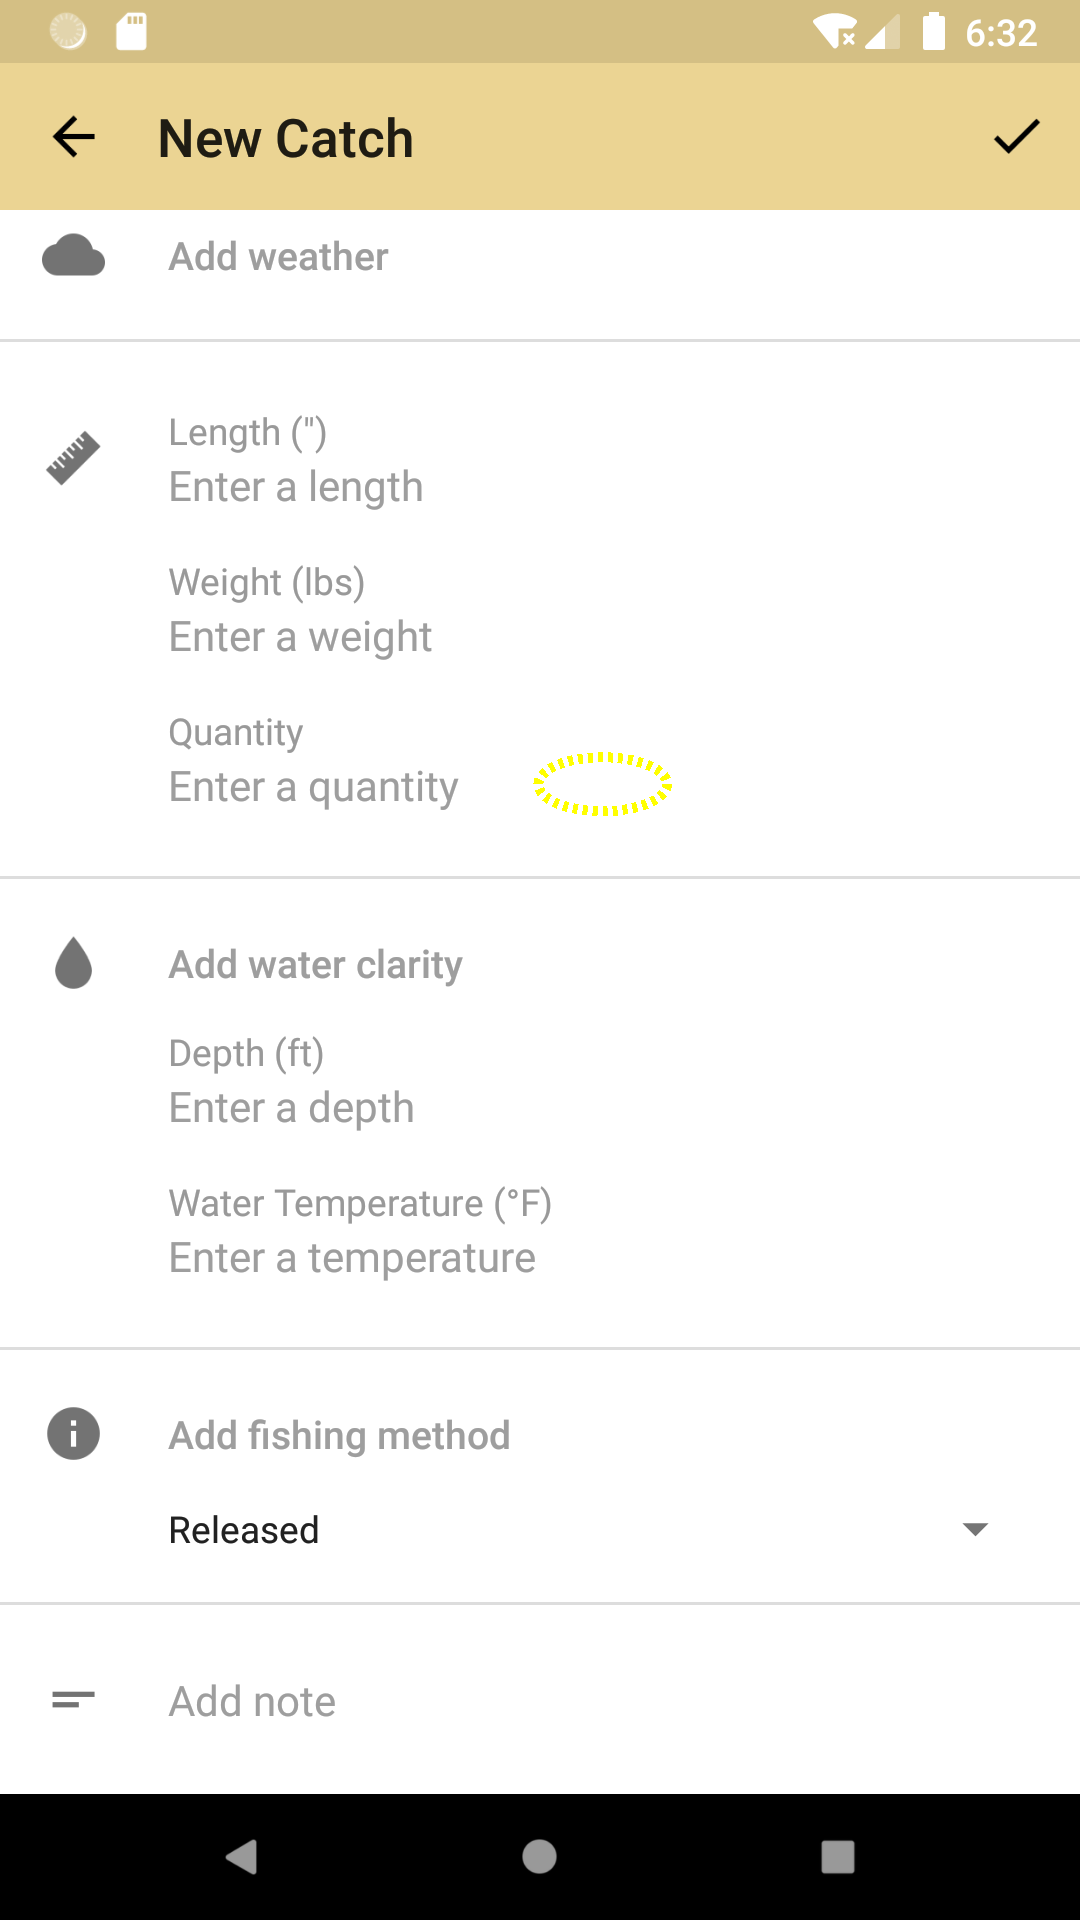 6:32
New Catch
Add weather
Length (")
Enter a length
Weight (lbs)
Enter a weight
Quantity
Enter a quantity
Add water clarity
Depth (ft)
Enter a depth
Water Temperature (°F)
Enter a temperature
Add fishing method
Released
Add note